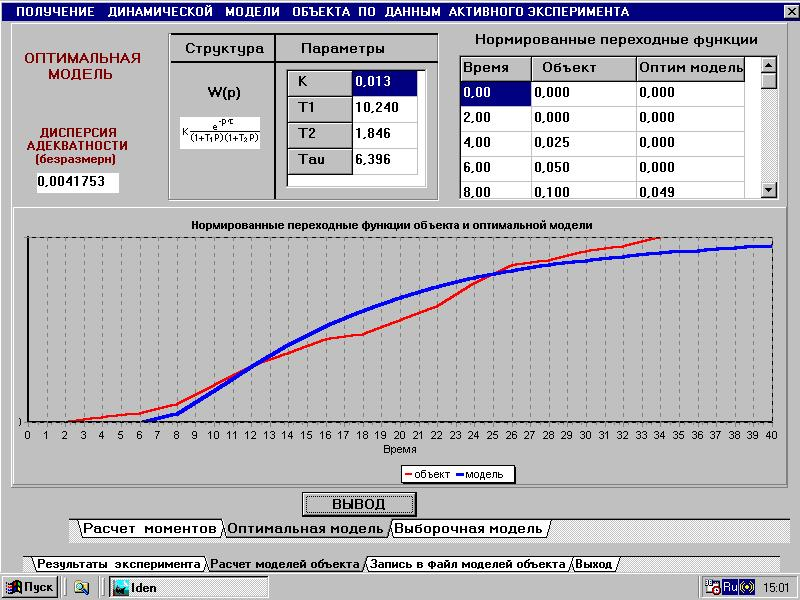 ПОЛУЧЕНИЕ ДИНАМИЧЕСКОЙ МОДЕЛИ ОБЪЕКТА ПО ДАННЫМ АКТИВНОГО ЭКСПЕРИМЕНТА
ОПТИМАЛЬНАЯ
МОДЕЛЬ
ДИСПЕРСИЯ
АДЕКВАТНОСТИ
(безразмерн)
0,0041753
Структура Параметры
W(p)
K e^-pτ / (1+T₁p)(1+T₂p)
K 0,013
T1 10,240
T2 1,846
Tau 6,396
Нормированные переходные функции
Время Объект Оптим модель
0,00 0,000 0,000
2,00 0,000 0,000
4,00 0,025 0,000
6,00 0,050 0,000
8,00 0,100 0,049
Нормированные переходные функции объекта и оптимальной модели
0 1 2 3 4 5 6 7 8 9 10 11 12 13 14 15 16 17 18 19 20 21 22 23 24 25 26 27 28 29 30 31 32 33 34 35 36 37 38 39 40
Время
объект модель
ВЫВОД
Расчет моментов Оптимальная модель Выборочная модель
Результаты эксперимента Расчет моделей объекта Запись в файл моделей объекта Выход
Пуск Iden Ru 15:01